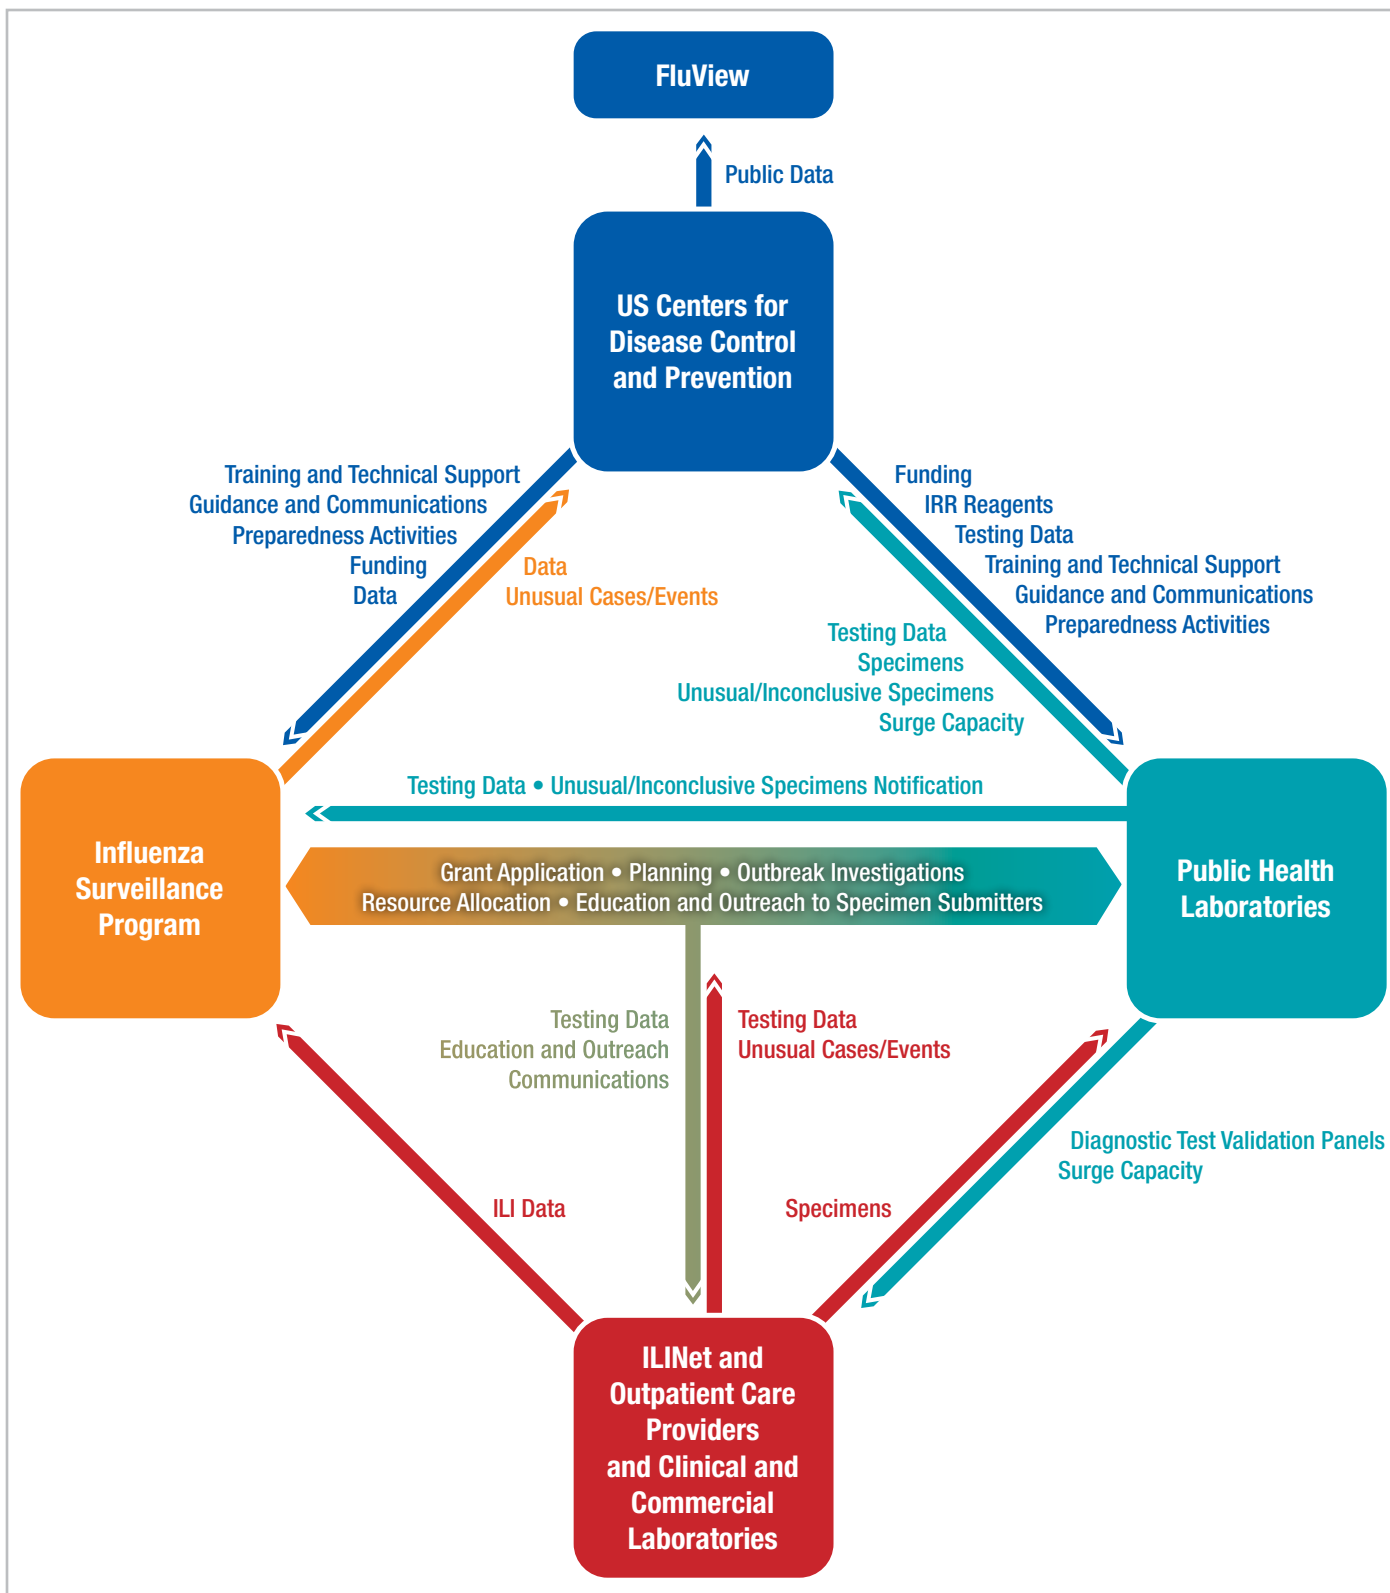 FluView
Public Data
US Centers for
Disease Control
and Prevention
Training and Technical Support
Guidance and Communications
Preparedness Activities
Funding
Data
Data
Unusual Cases/Events
Funding
IRR Reagents
Testing Data
Training and Technical Support
Guidance and Communications
Preparedness Activities
Testing Data
Specimens
Unusual/Inconclusive Specimens
Surge Capacity
Testing Data • Unusual/Inconclusive Specimens Notification
Influenza
Surveillance
Program
Grant Application • Planning • Outbreak Investigations
Resource Allocation • Education and Outreach to Specimen Submitters
Public Health
Laboratories
Testing Data
Education and Outreach
Communications
Testing Data
Unusual Cases/Events
Diagnostic Test Validation Panels
Surge Capacity
ILI Data
Specimens
ILINet and
Outpatient Care
Providers
and Clinical and
Commercial
Laboratories